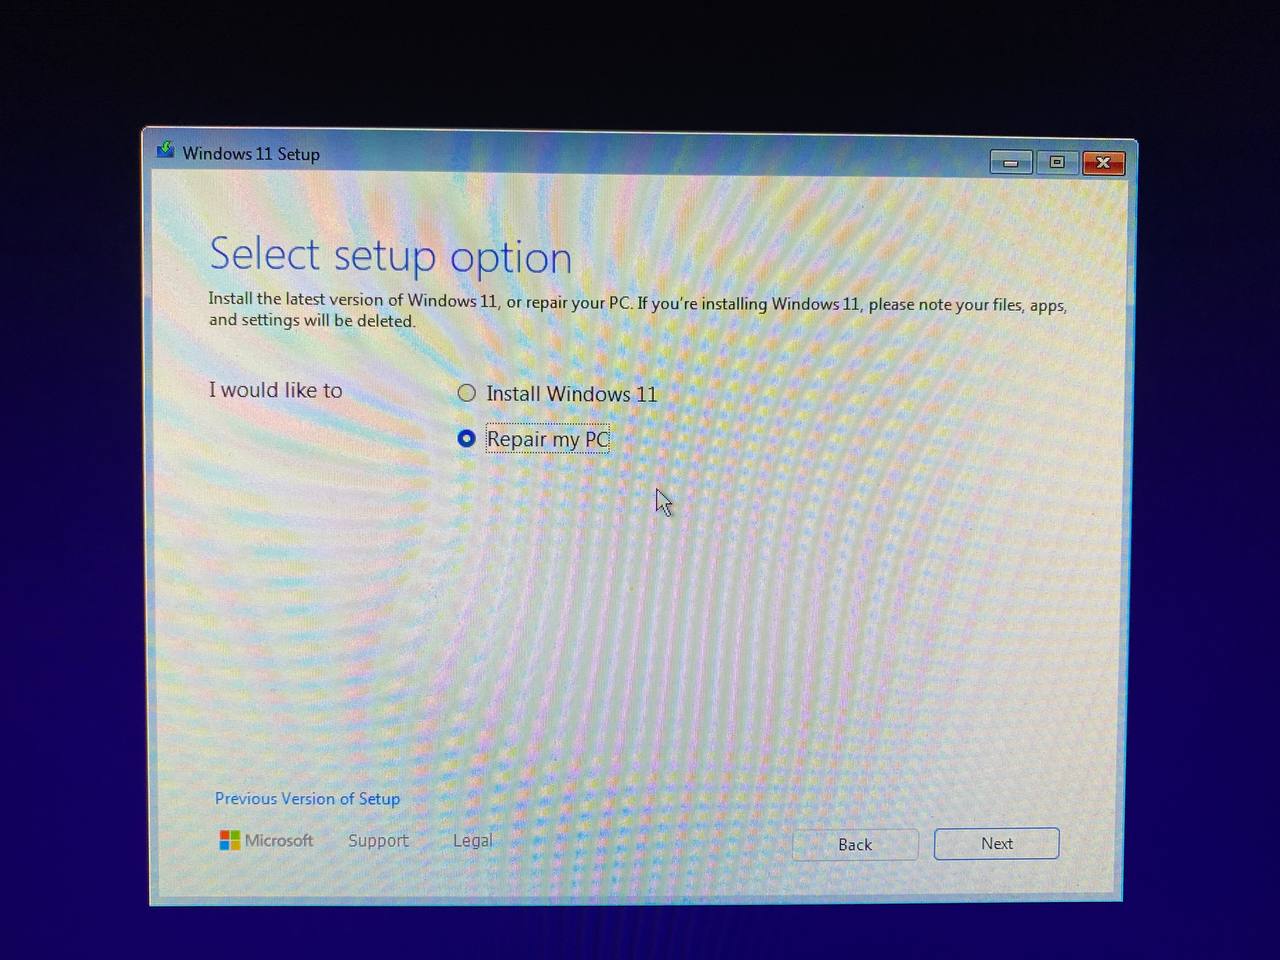 Windows 11 Setup
Select setup option
Install the latest version of Windows 11, or repair your PC. If you're installing Windows 11, please note your files, apps,
and settings will be deleted.
I would like to
Install Windows 11
Repair my PC
Previous Version of Setup
Microsoft Support Legal
Back Next